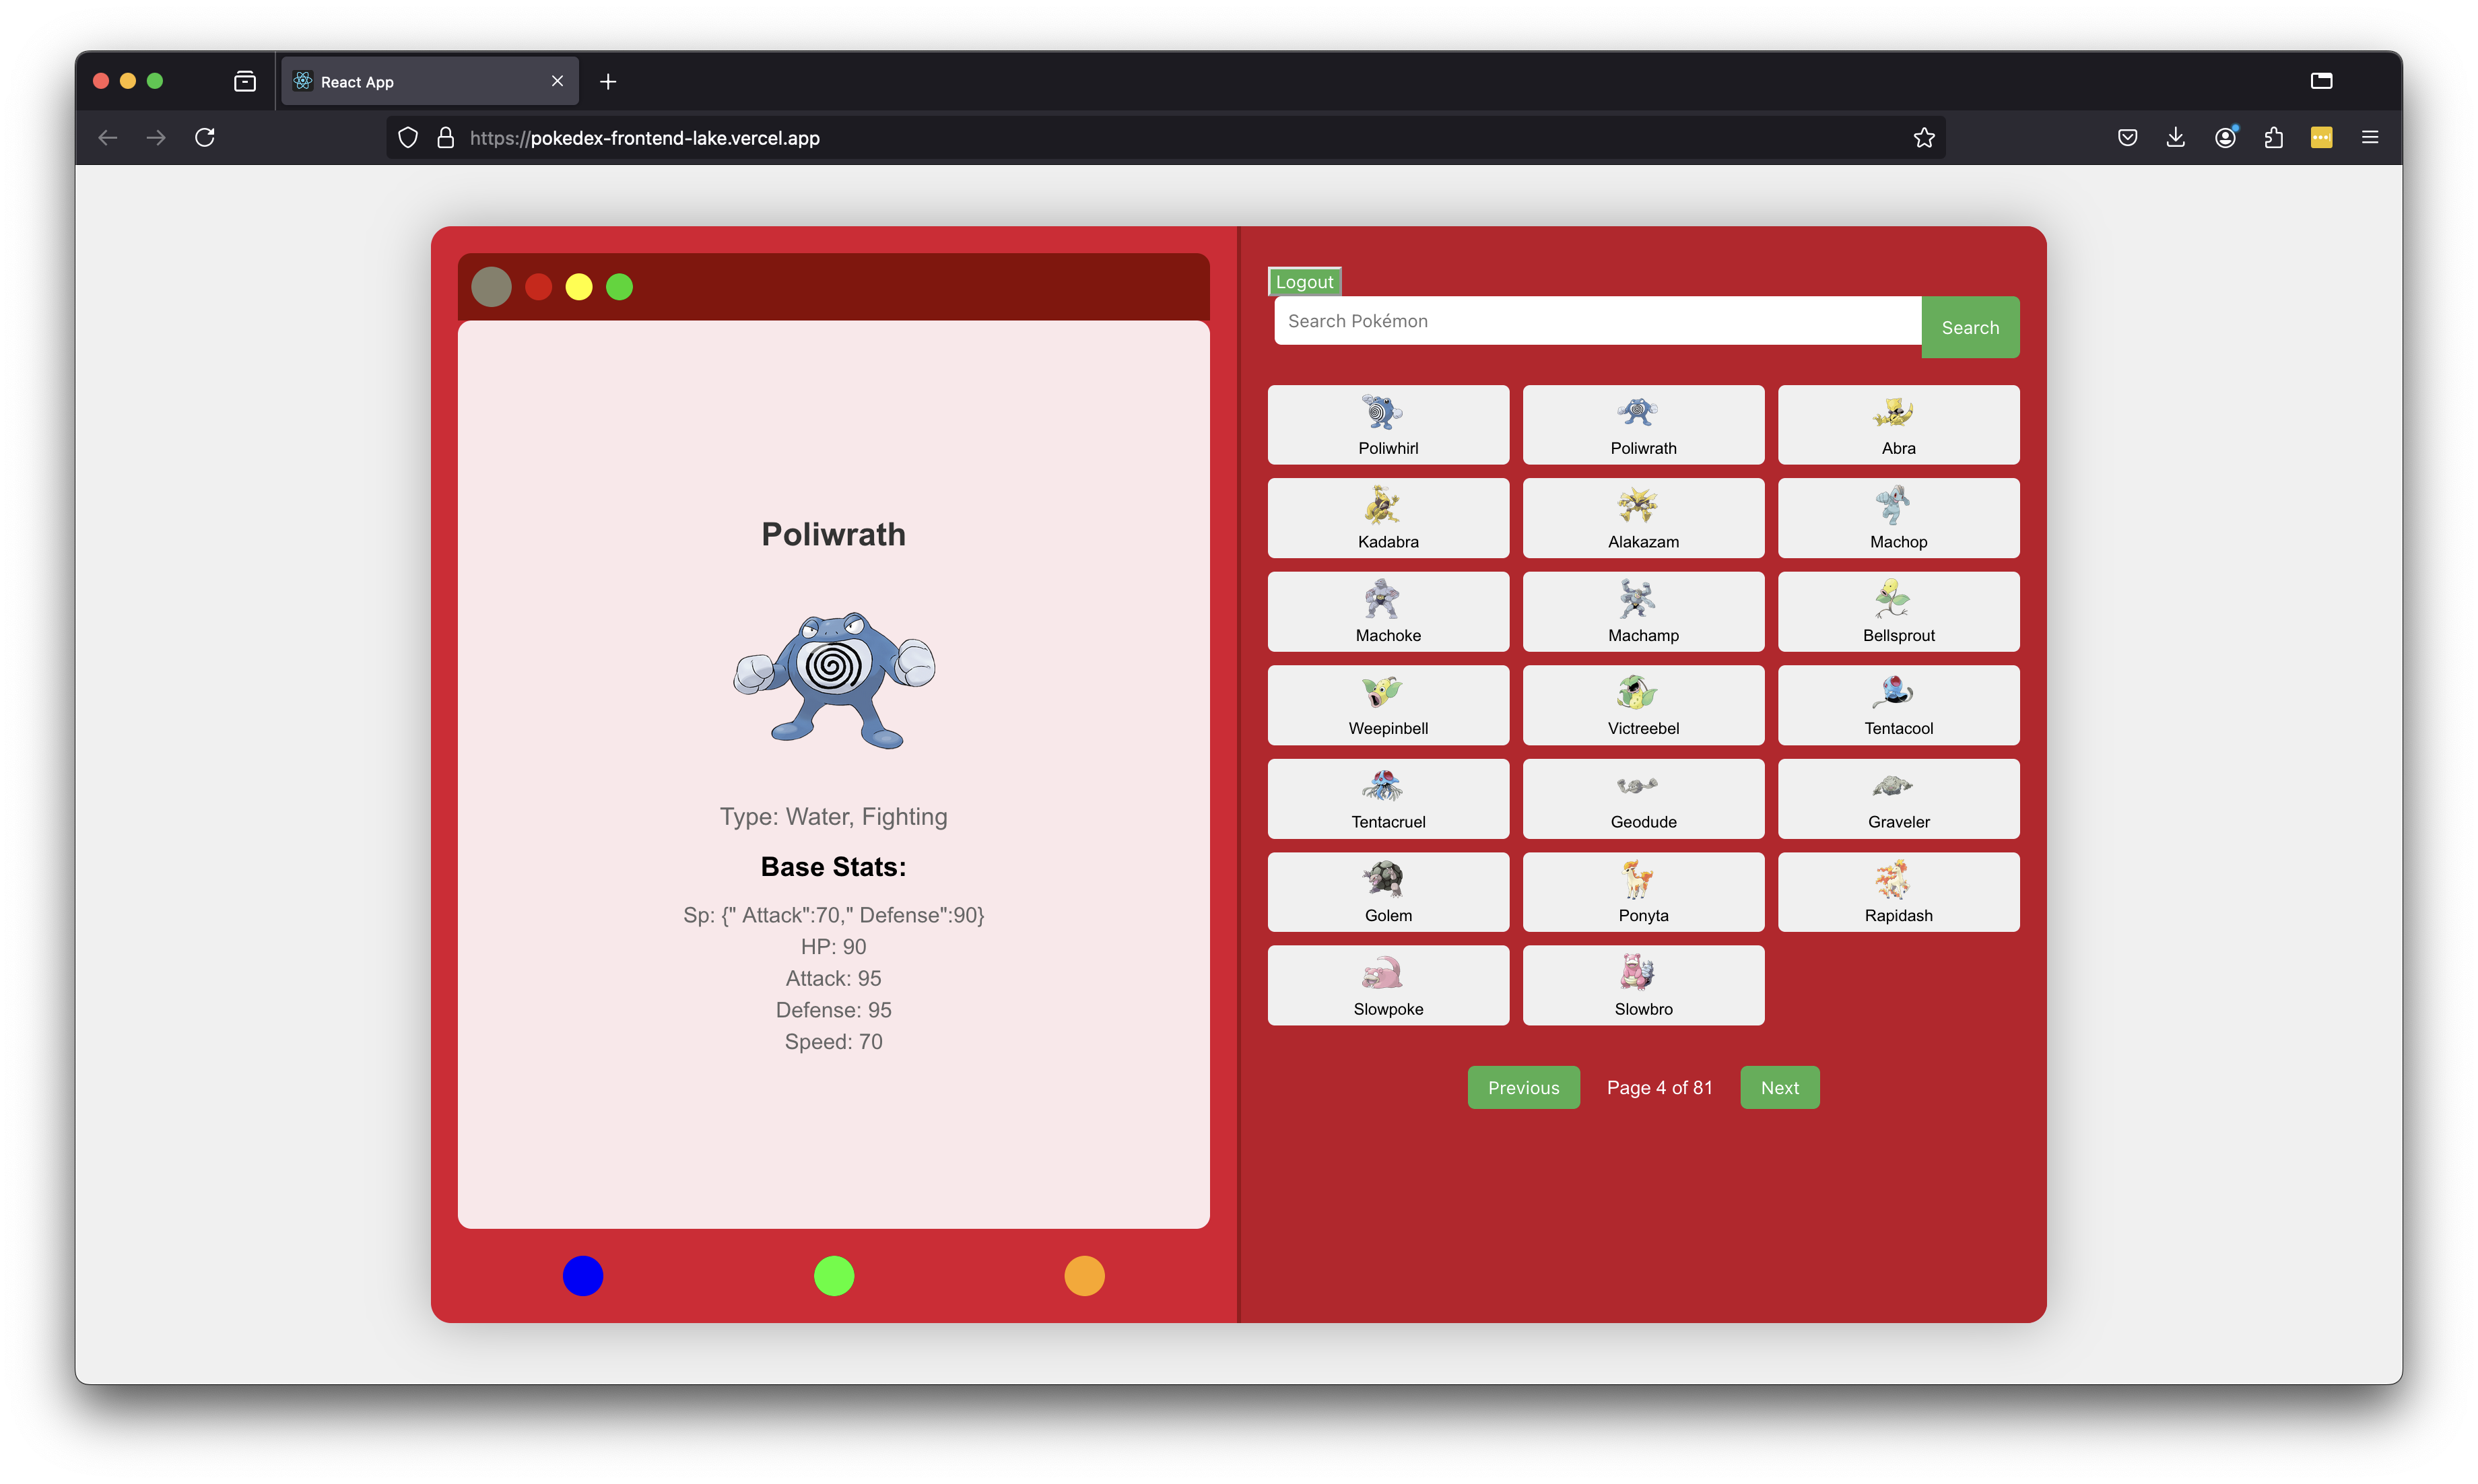 React App
https://pokedex-frontend-lake.vercel.app
Logout
Search Pokémon
Search
Poliwrath
Type: Water, Fighting
Base Stats:
Sp: {" Attack":70," Defense":90}
HP: 90
Attack: 95
Defense: 95
Speed: 70
Poliwhirl
Poliwrath
Abra
Kadabra
Alakazam
Machop
Machoke
Machamp
Bellsprout
Weepinbell
Victreebel
Tentacool
Tentacruel
Geodude
Graveler
Golem
Ponyta
Rapidash
Slowpoke
Slowbro
Previous
Page 4 of 81
Next